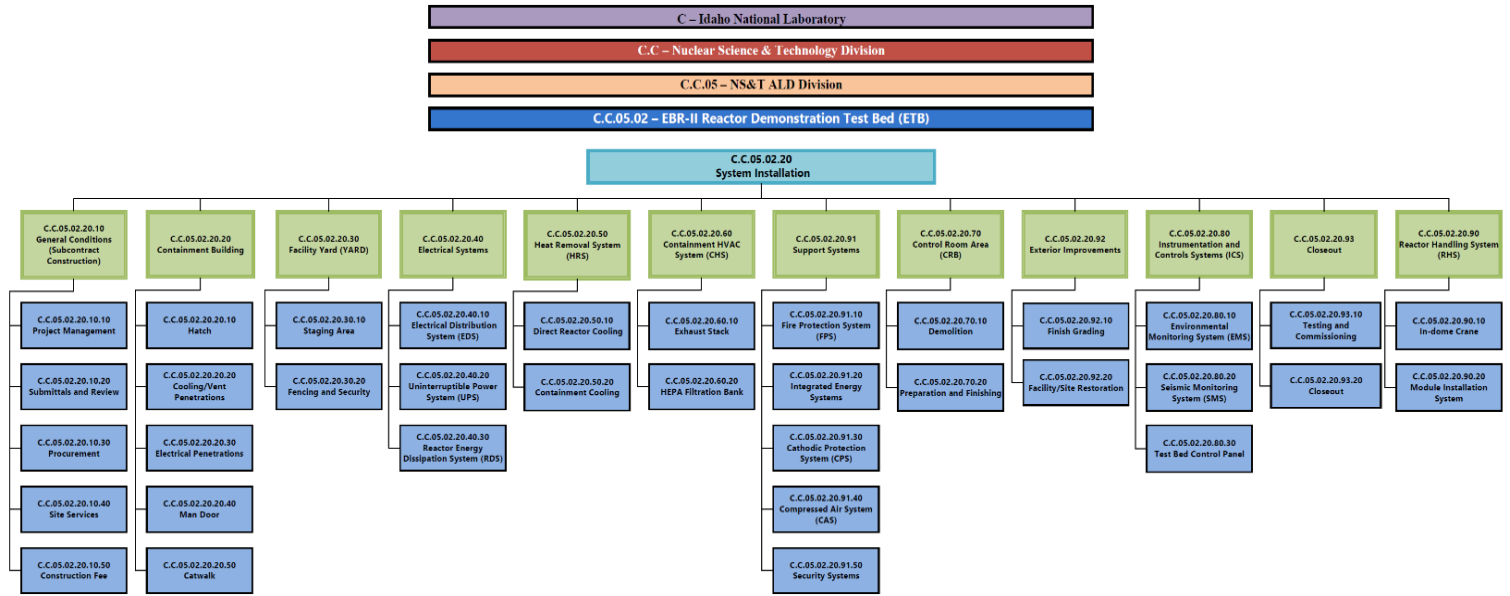 C – Idaho National Laboratory
C.C – Nuclear Science & Technology Division
C.C.05 – NS&T ALD Division
C.C.05.02 – EBR-II Reactor Demonstration Test Bed (ETB)
C.C.05.02.20
System Installation
C.C.05.02.20.10
General Conditions
(Subcontract
Construction)
C.C.05.02.20.20
Containment Building
C.C.05.02.20.30
Facility Yard (YARD)
C.C.05.02.20.40
Electrical Systems
C.C.05.02.20.50
Heat Removal System
(HRS)
C.C.05.02.20.60
Containment HVAC
System (CHS)
C.C.05.02.20.91
Support Systems
C.C.05.02.20.70
Control Room Area
(CRB)
C.C.05.02.20.92
Exterior Improvements
C.C.05.02.20.80
Instrumentation and
Controls Systems (ICS)
C.C.05.02.20.93
Closeout
C.C.05.02.20.90
Reactor Handling System
(RHS)
C.C.05.02.20.10.10
Project Management
C.C.05.02.20.20.10
Hatch
C.C.05.02.20.30.10
Staging Area
C.C.05.02.20.40.10
Electrical Distribution
System (EDS)
C.C.05.02.20.50.10
Direct Reactor Cooling
C.C.05.02.20.60.10
Exhaust Stack
C.C.05.02.20.91.10
Fire Protection System
(FPS)
C.C.05.02.20.70.10
Demolition
C.C.05.02.20.92.10
Finish Grading
C.C.05.02.20.80.10
Environmental
Monitoring System (EMS)
C.C.05.02.20.93.10
Testing and
Commissioning
C.C.05.02.20.90.10
In-dome Crane
C.C.05.02.20.10.20
Submittals and Review
C.C.05.02.20.20.20
Cooling/Vent
Penetrations
C.C.05.02.20.30.20
Fencing and Security
C.C.05.02.20.40.20
Uninterruptible Power
System (UPS)
C.C.05.02.20.50.20
Containment Cooling
C.C.05.02.20.60.20
HEPA Filtration Bank
C.C.05.02.20.91.20
Integrated Energy
Systems
C.C.05.02.20.70.20
Preparation and Finishing
C.C.05.02.20.92.20
Facility/Site Restoration
C.C.05.02.20.80.20
Seismic Monitoring
System (SMS)
C.C.05.02.20.93.20
Closeout
C.C.05.02.20.90.20
Module Installation
System
C.C.05.02.20.10.30
Procurement
C.C.05.02.20.20.30
Electrical Penetrations
C.C.05.02.20.40.30
Reactor Energy
Dissipation System (RDS)
C.C.05.02.20.91.30
Cathodic Protection
System (CPS)
C.C.05.02.20.80.30
Test Bed Control Panel
C.C.05.02.20.10.40
Site Services
C.C.05.02.20.20.40
Man Door
C.C.05.02.20.91.40
Compressed Air System
(CAS)
C.C.05.02.20.10.50
Construction Fee
C.C.05.02.20.20.50
Catwalk
C.C.05.02.20.91.50
Security Systems